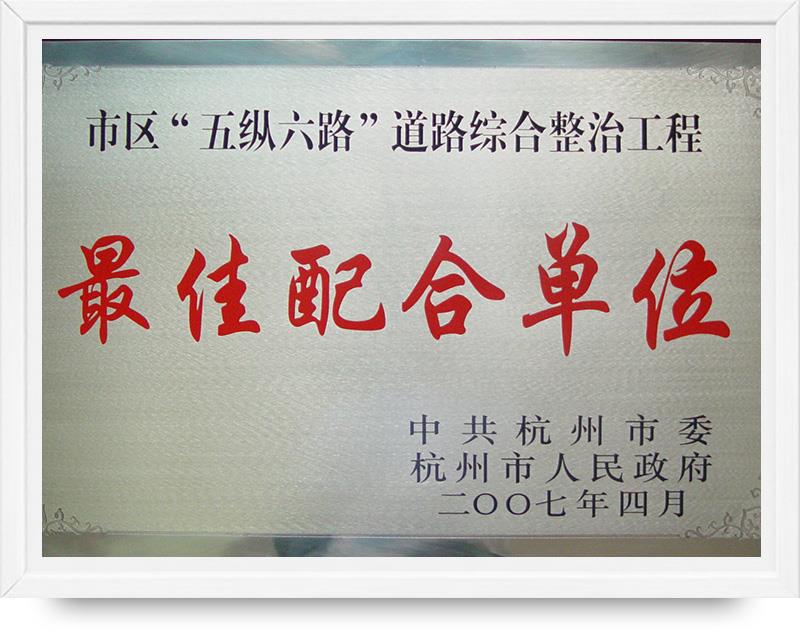 市区“五纵六路”道路综合整治工程
最佳配合单位
中共杭州市委
杭州市人民政府
二〇〇七年四月